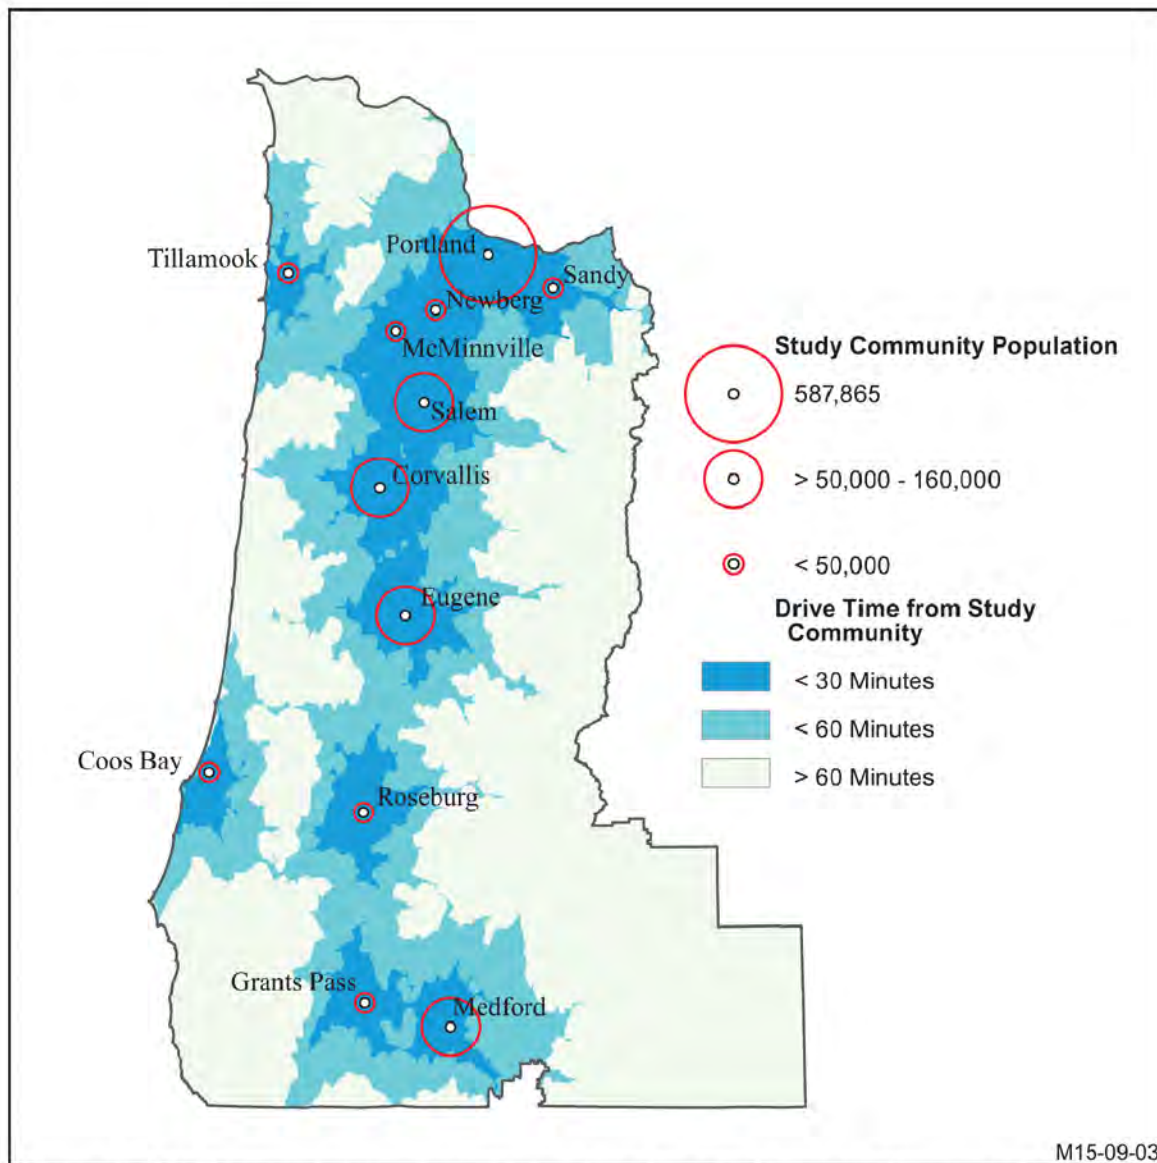 Tillamook
Portland
Sandy
Newberg
McMinnville
Salem
Corvallis
Eugene
Coos Bay
Roseburg
Grants Pass
Medford
Study Community Population
587,865
> 50,000 - 160,000
< 50,000
Drive Time from Study
Community
< 30 Minutes
< 60 Minutes
> 60 Minutes
M15-09-03